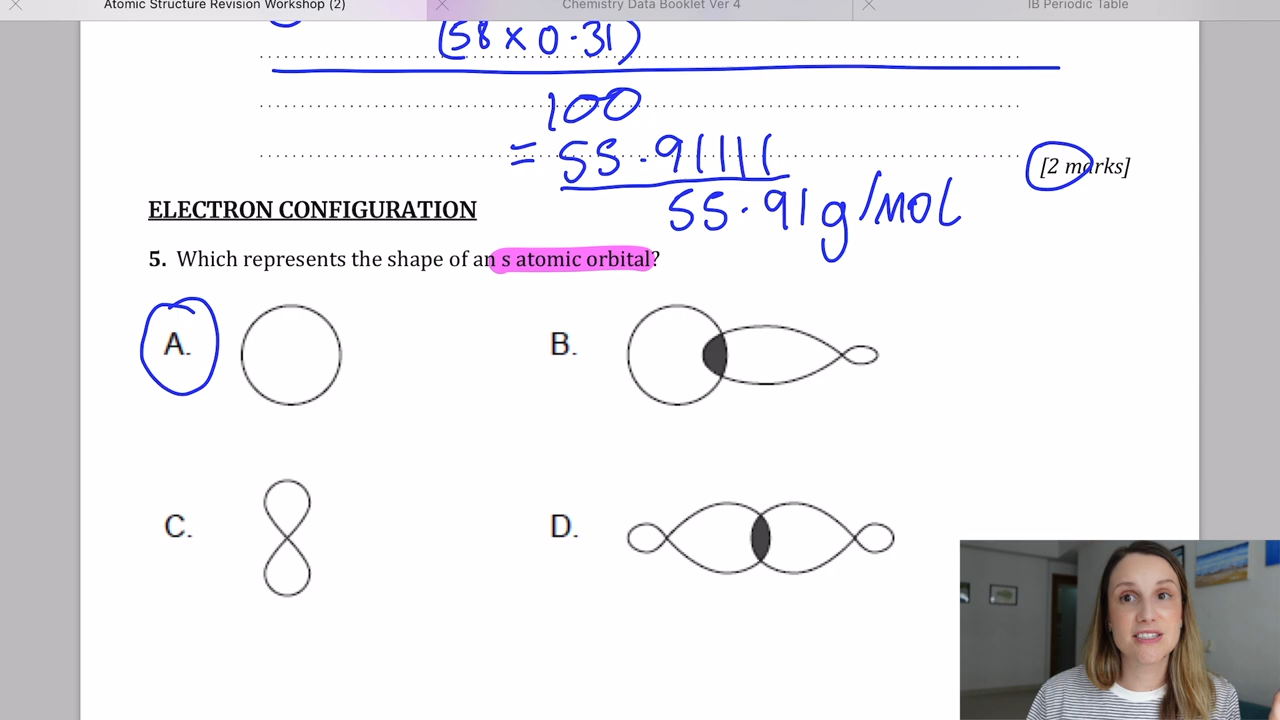 Atomic Structure Revision Workshop (2) Chemistry Data Booklet Ver 4 IB Periodic Table
(58 × 0.31)
100
= 55.91111
[2 marks]
55.91 g/mol
ELECTRON CONFIGURATION
5. Which represents the shape of an s atomic orbital?
A. B.
C. D.